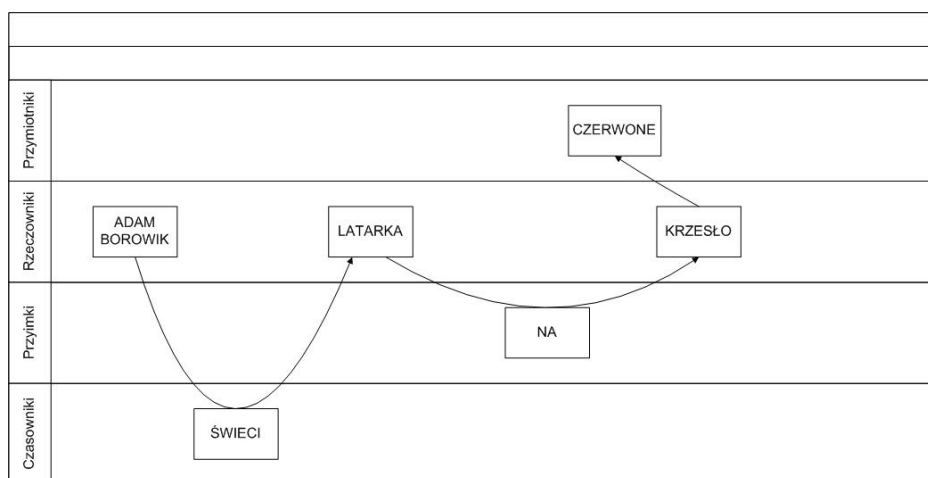 Przymiotniki
CZERWONE
Rzeczowniki
ADAM
BOROWIK
LATARKA
KRZESŁO
Przyimki
NA
Czasowniki
ŚWIECI